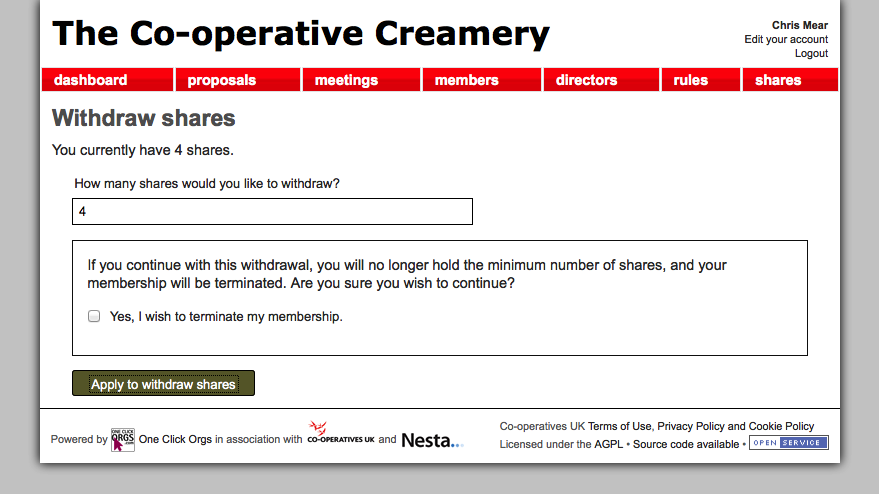 The Co-operative Creamery
Chris Mear
Edit your account
Logout
dashboard proposals meetings members directors rules shares
Withdraw shares
You currently have 4 shares.
How many shares would you like to withdraw?
4
If you continue with this withdrawal, you will no longer hold the minimum number of shares, and your
membership will be terminated. Are you sure you wish to continue?
Yes, I wish to terminate my membership.
Apply to withdraw shares
Powered by ONE CLICK ORGS .COM One Click Orgs in association with CO-OPERATIVES UK and Nesta...
Co-operatives UK Terms of Use, Privacy Policy and Cookie Policy
Licensed under the AGPL • Source code available • OPEN SERVICE